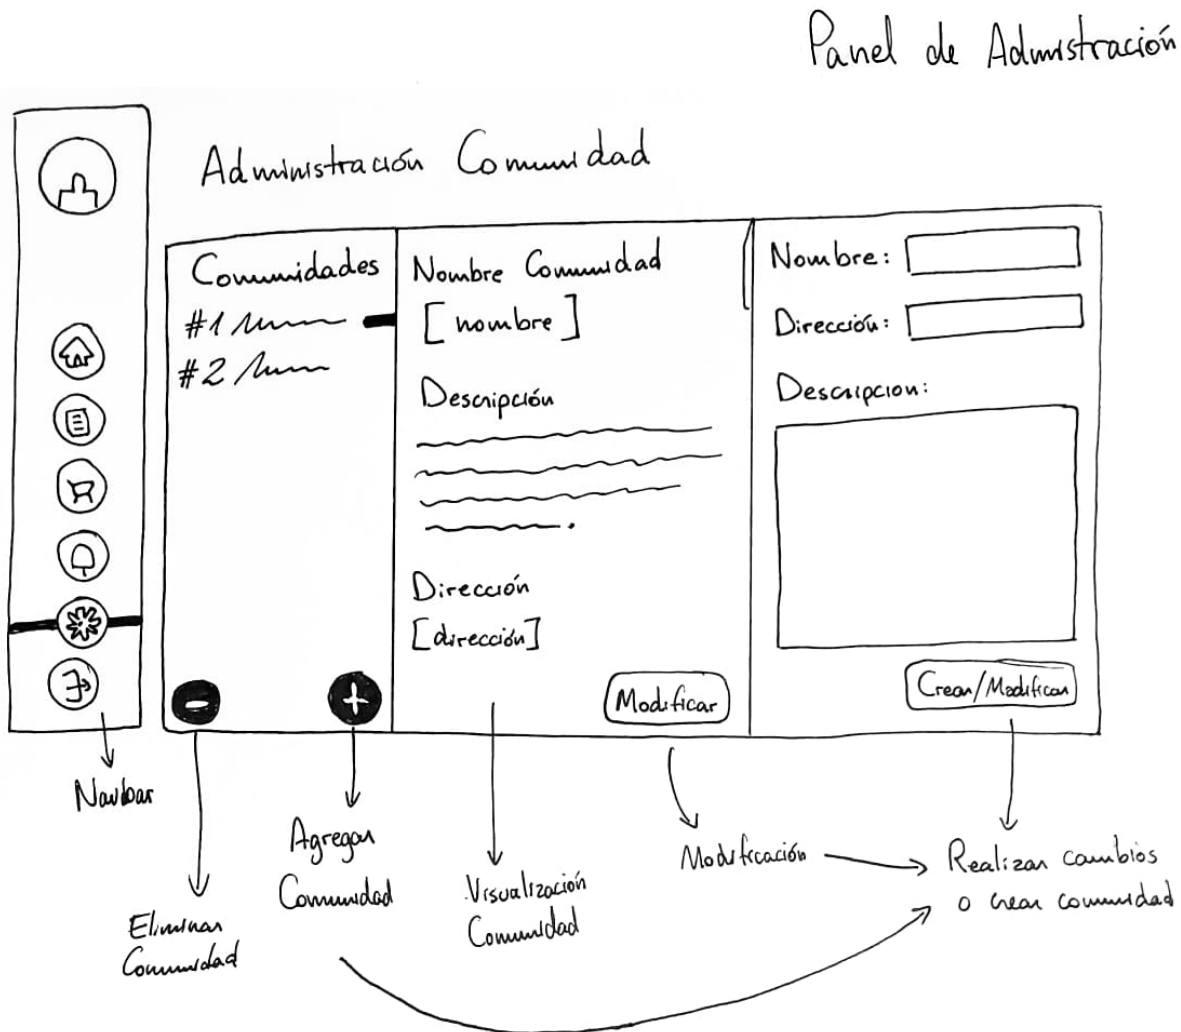 Panel de Admistración
Administración Comunidad
Comunidades
#1
#2
Nombre Comunidad
[nombre]
Descripción
Dirección
[dirección]
Modificar
Nombre:
Dirección:
Descripcion:
Crear/Modificar
Navbar
Eliminar
Comunidad
Agregar
Comunidad
Visualización
Comunidad
Modificación
Realizar cambios
o crear comunidad